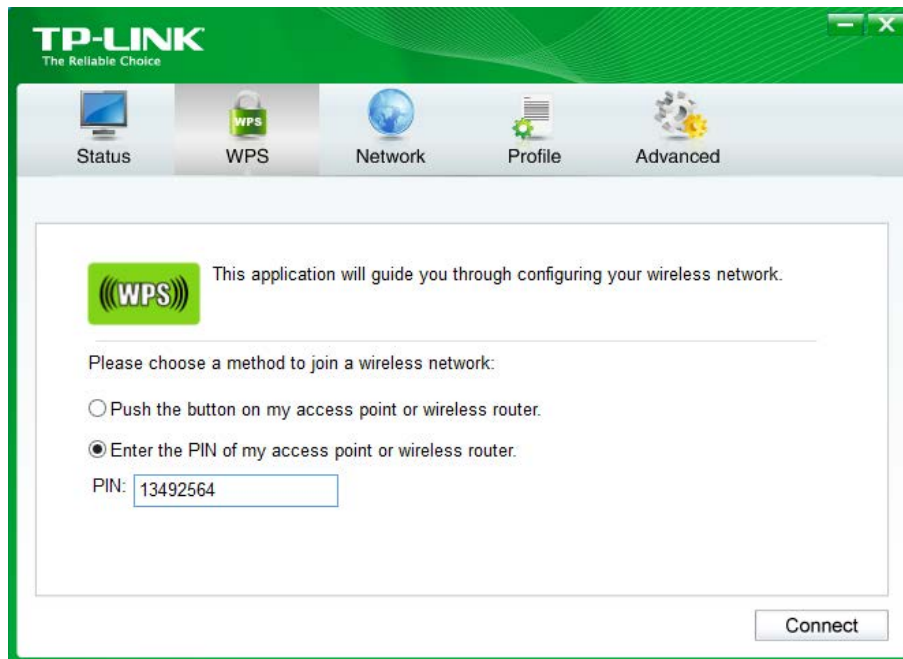 TP-LINK
The Reliable Choice
Status WPS Network Profile Advanced
WPS
This application will guide you through configuring your wireless network.
(((WPS)))
Please choose a method to join a wireless network:
Push the button on my access point or wireless router.
Enter the PIN of my access point or wireless router.
PIN: 13492564
Connect